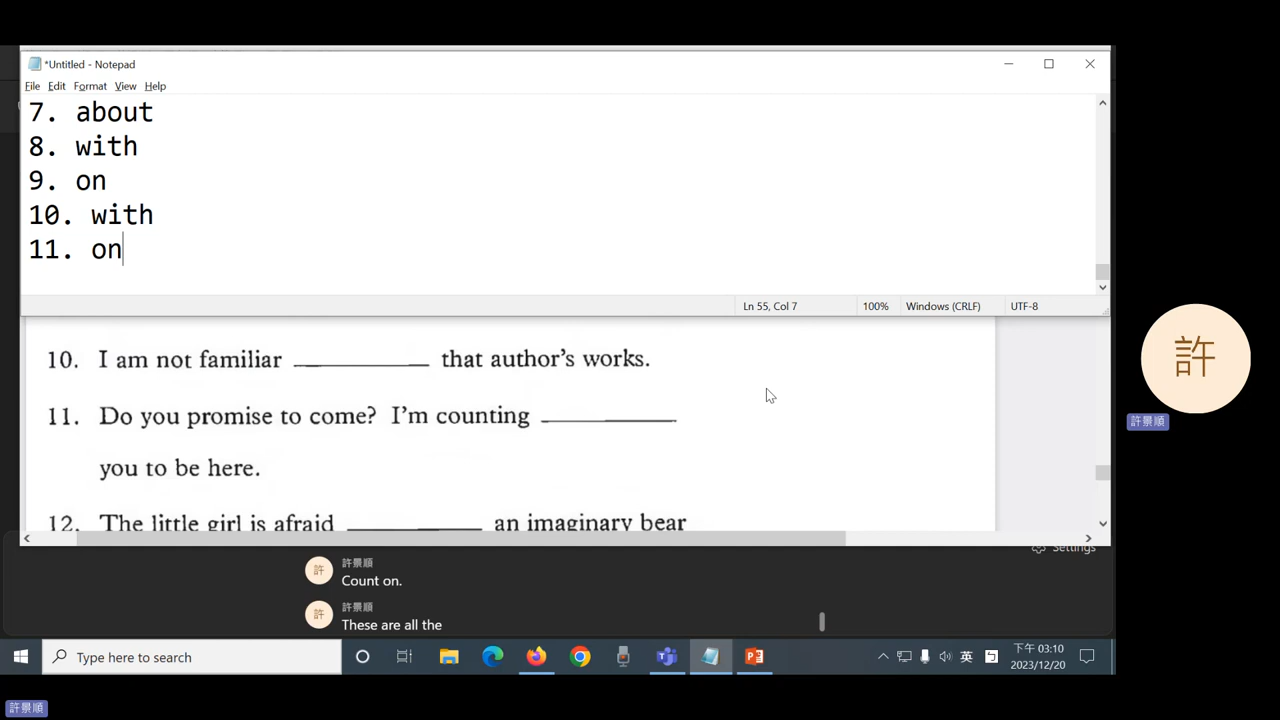 *Untitled - Notepad
File Edit Format View Help
7. about
8. with
9. on
10. with
11. on
Ln 55, Col 7 100% Windows (CRLF) UTF-8
10. I am not familiar ____________ that author's works.
11. Do you promise to come? I'm counting ____________
you to be here.
12. The little girl is afraid ____________ an imaginary bear
Settings
許
許景順
許 許景順
Count on.
許 許景順
These are all the
Type here to search
英
下午 03:10
2023/12/20
許景順